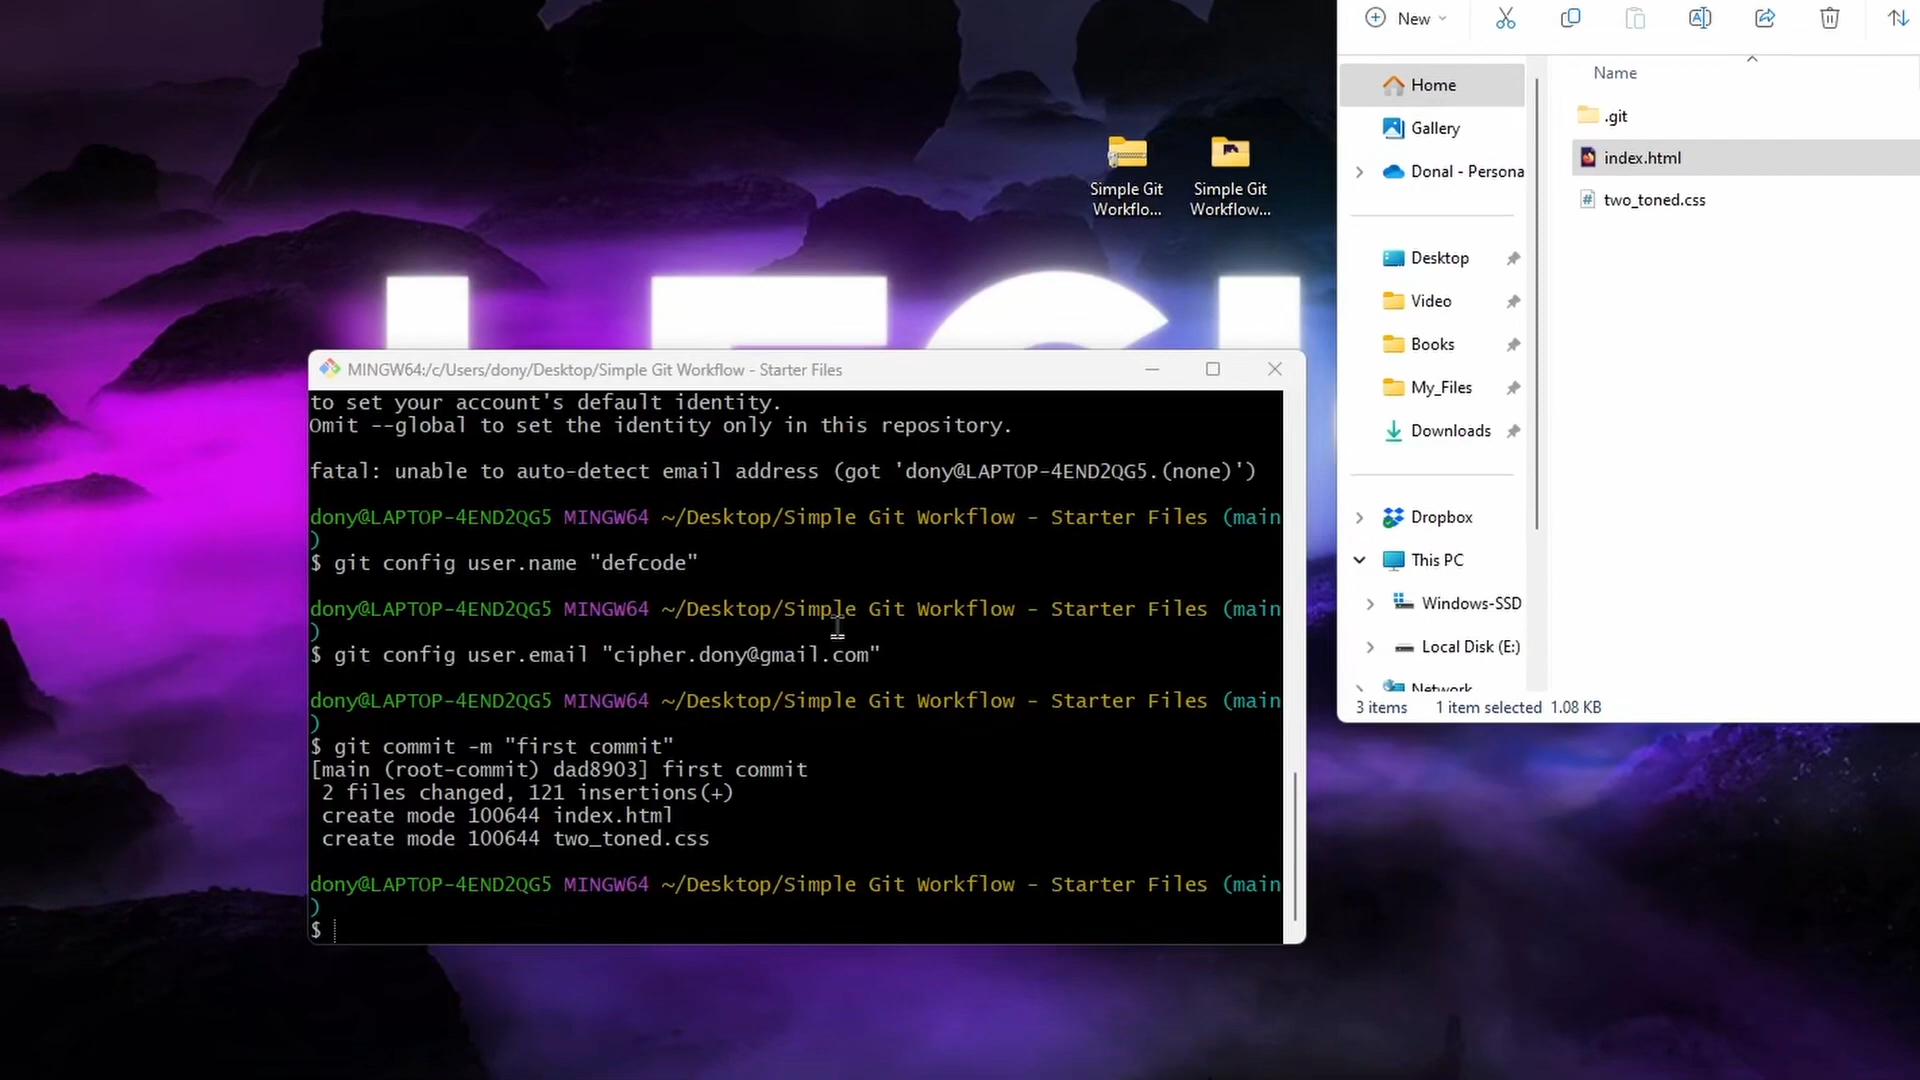 New
Name
Home
.git
Gallery
index.html
Donal - Persona
two_toned.css
Simple Git
Workflo...
Simple Git
Workflow...
Desktop
Video
Books
My_Files
Downloads
Dropbox
This PC
Windows-SSD
Local Disk (E:)
Network
3 items 1 item selected 1.08 KB
MINGW64:/c/Users/dony/Desktop/Simple Git Workflow - Starter Files
to set your account's default identity.
Omit --global to set the identity only in this repository.
fatal: unable to auto-detect email address (got 'dony@LAPTOP-4END2QG5.(none)')
dony@LAPTOP-4END2QG5 MINGW64 ~/Desktop/Simple Git Workflow - Starter Files (main
)
$ git config user.name "defcode"
dony@LAPTOP-4END2QG5 MINGW64 ~/Desktop/Simple Git Workflow - Starter Files (main
)
$ git config user.email "cipher.dony@gmail.com"
dony@LAPTOP-4END2QG5 MINGW64 ~/Desktop/Simple Git Workflow - Starter Files (main
)
$ git commit -m "first commit"
[main (root-commit) dad8903] first commit
2 files changed, 121 insertions(+)
create mode 100644 index.html
create mode 100644 two_toned.css
dony@LAPTOP-4END2QG5 MINGW64 ~/Desktop/Simple Git Workflow - Starter Files (main
)
$